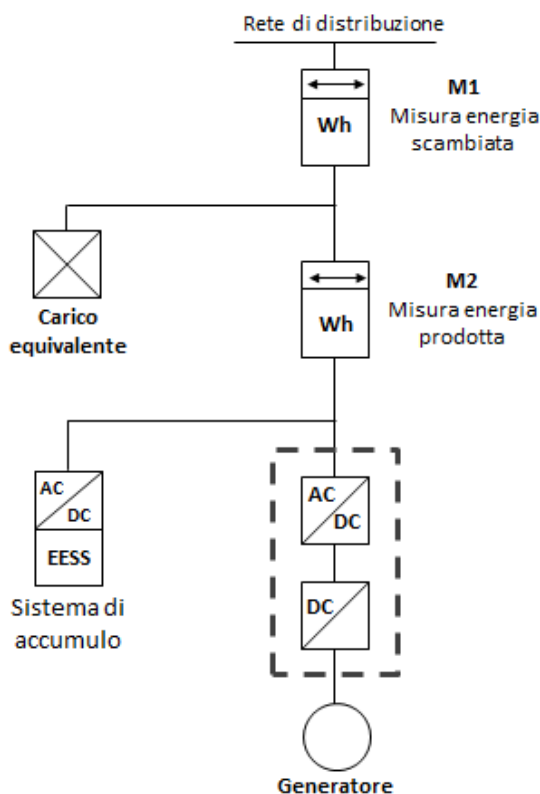 Rete di distribuzione
M1
Misura energia
scambiata
Wh
Carico
equivalente
M2
Misura energia
prodotta
Wh
AC
DC
EESS
Sistema di
accumulo
AC
DC
DC
Generatore